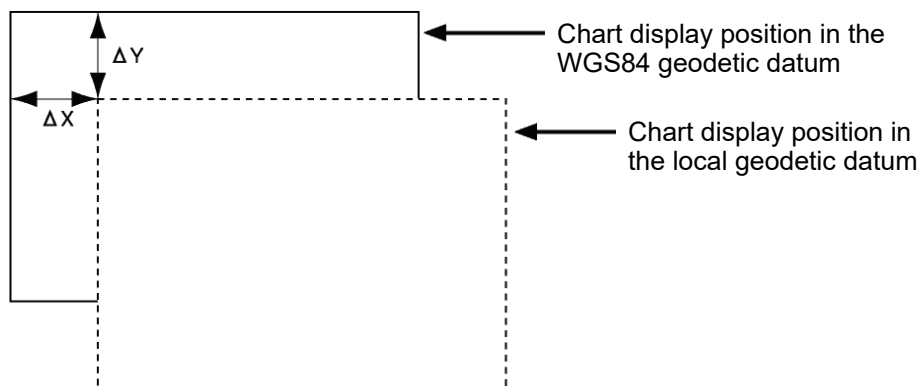 Chart display position in the
WGS84 geodetic datum
ΔY
ΔX
Chart display position in
the local geodetic datum